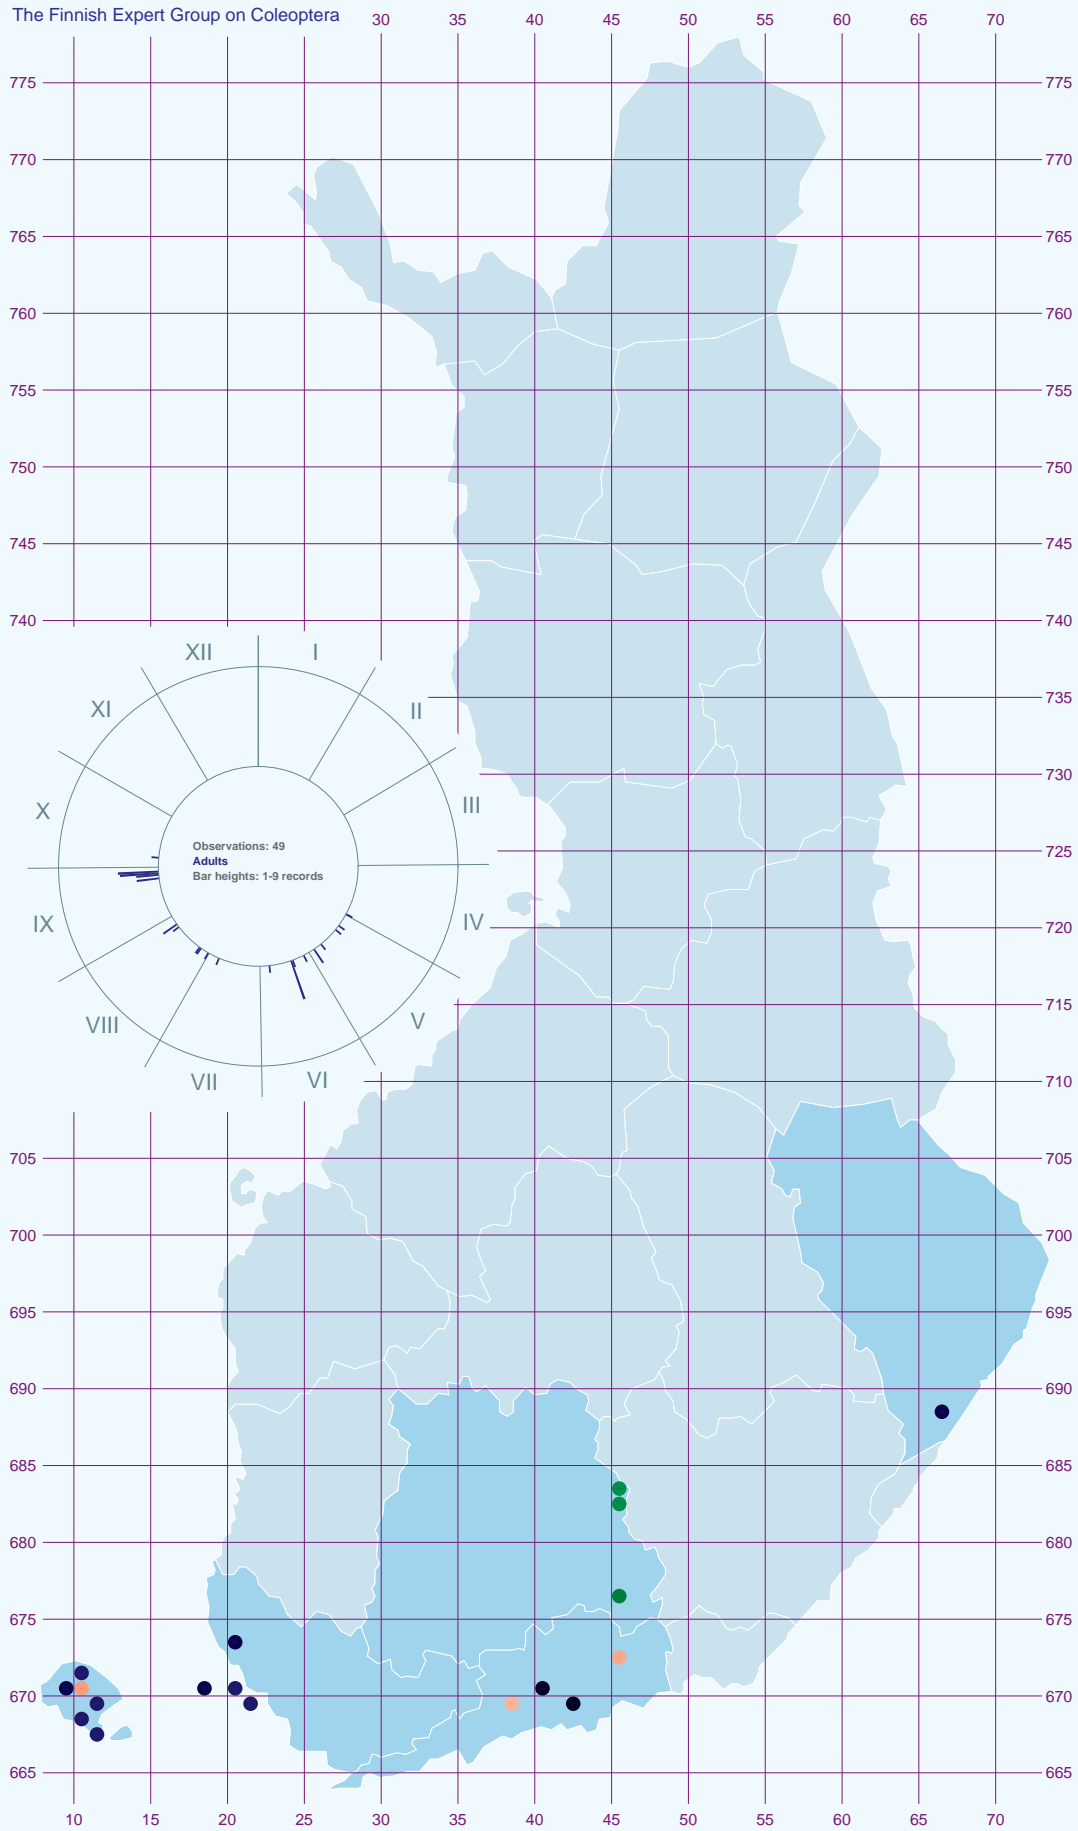 The Finnish Expert Group on Coleoptera
30 35 40 45 50 55 60 65 70
775 775
770 770
765 765
760 760
755 755
750 750
745 745
740 740
XII I
XI II
735
730
X III
Observations: 49
Adults
Bar heights: 1-9 records
725
IX IV
720
VIII V
715
VII VI
710
705 705
700 700
695 695
690 690
685 685
680 680
675 675
670 670
665 665
10 15 20 25 30 35 40 45 50 55 60 65 70